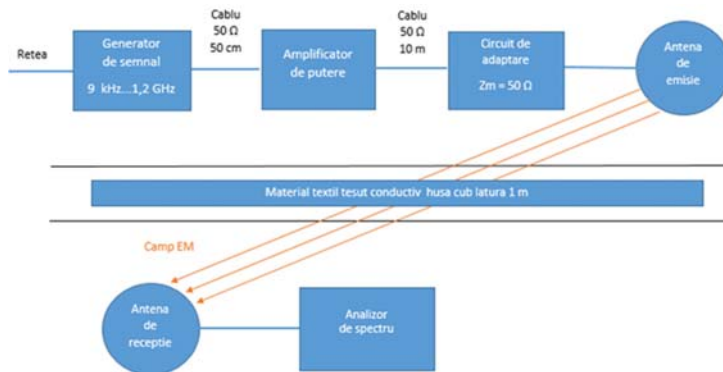 Retea
Generator
de semnal
9 kHz...1,2 GHz
Cablu
50 Ω
50 cm
Amplificator
de putere
Cablu
50 Ω
10 m
Circuit de
adaptare
Zm = 50 Ω
Antena
de
emisie
Material textil tesut conductiv husa cub latura 1 m
Camp EM
Antena
de
receptie
Analizor
de spectru